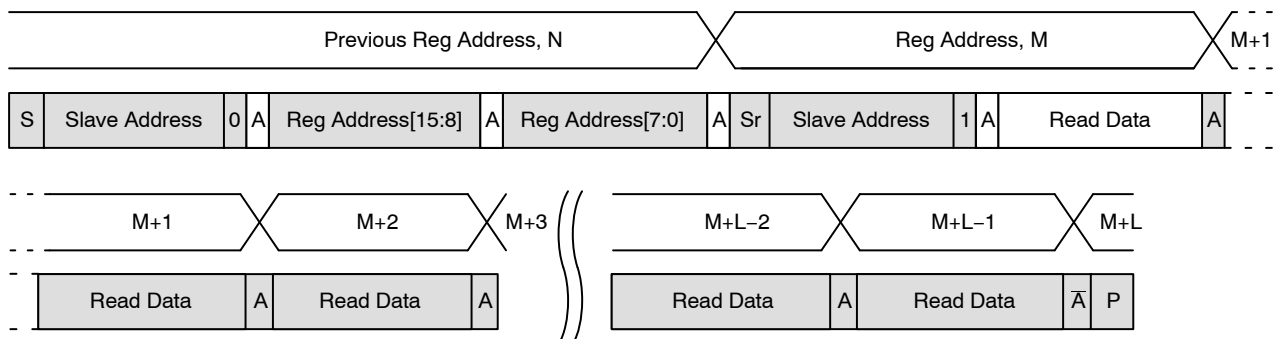 Previous Reg Address, N Reg Address, M M+1
S Slave Address 0 A Reg Address[15:8] A Reg Address[7:0] A Sr Slave Address 1 A Read Data A
M+1 M+2 M+3 M+L−2 M+L−1 M+L
Read Data A Read Data A Read Data A Read Data A̅ P